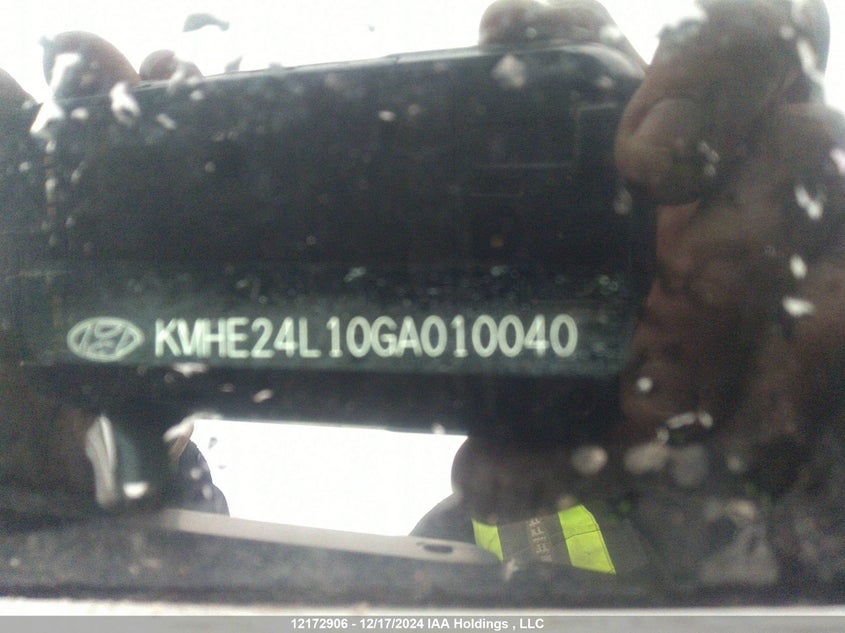 KMHE24L10GA010040
12172906 - 12/17/2024 IAA Holdings , LLC